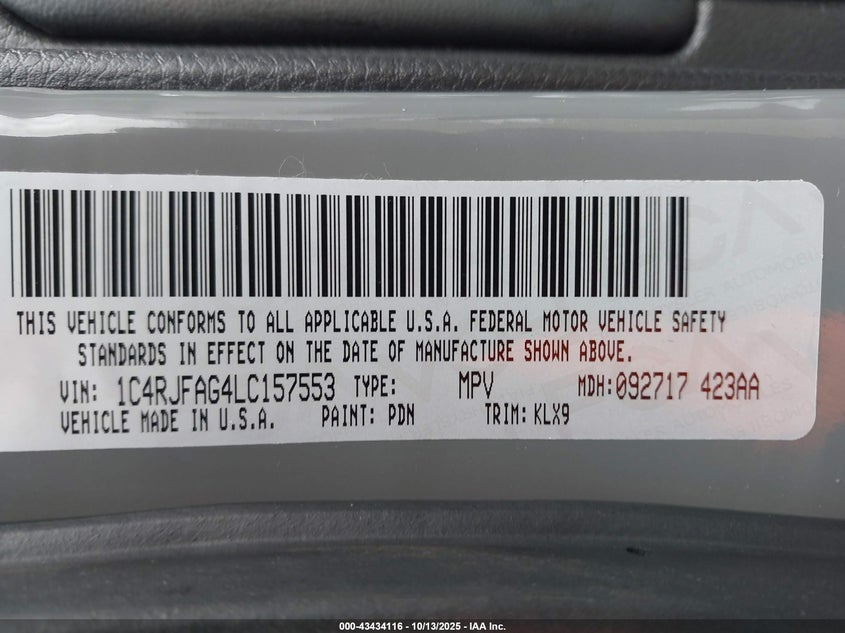 THIS VEHICLE CONFORMS TO ALL APPLICABLE U.S.A. FEDERAL MOTOR VEHICLE SAFETY
STANDARDS IN EFFECT ON THE DATE OF MANUFACTURE SHOWN ABOVE.
VIN: 1C4RJFAG4LC157553 TYPE: MPV MDH:092717 423AA
VEHICLE MADE IN U.S.A. PAINT: PDN TRIM: KLX9
000-43434116 - 10/13/2025 - IAA Inc.